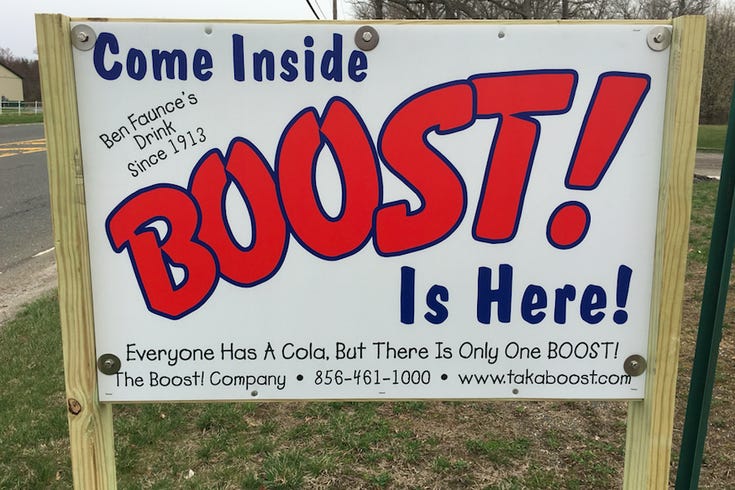 Come Inside
Ben Faunce's
Drink
Since 1913
BOOST!
Is Here!
Everyone Has A Cola, But There Is Only One BOOST!
The Boost! Company • 856-461-1000 • www.takaboost.com